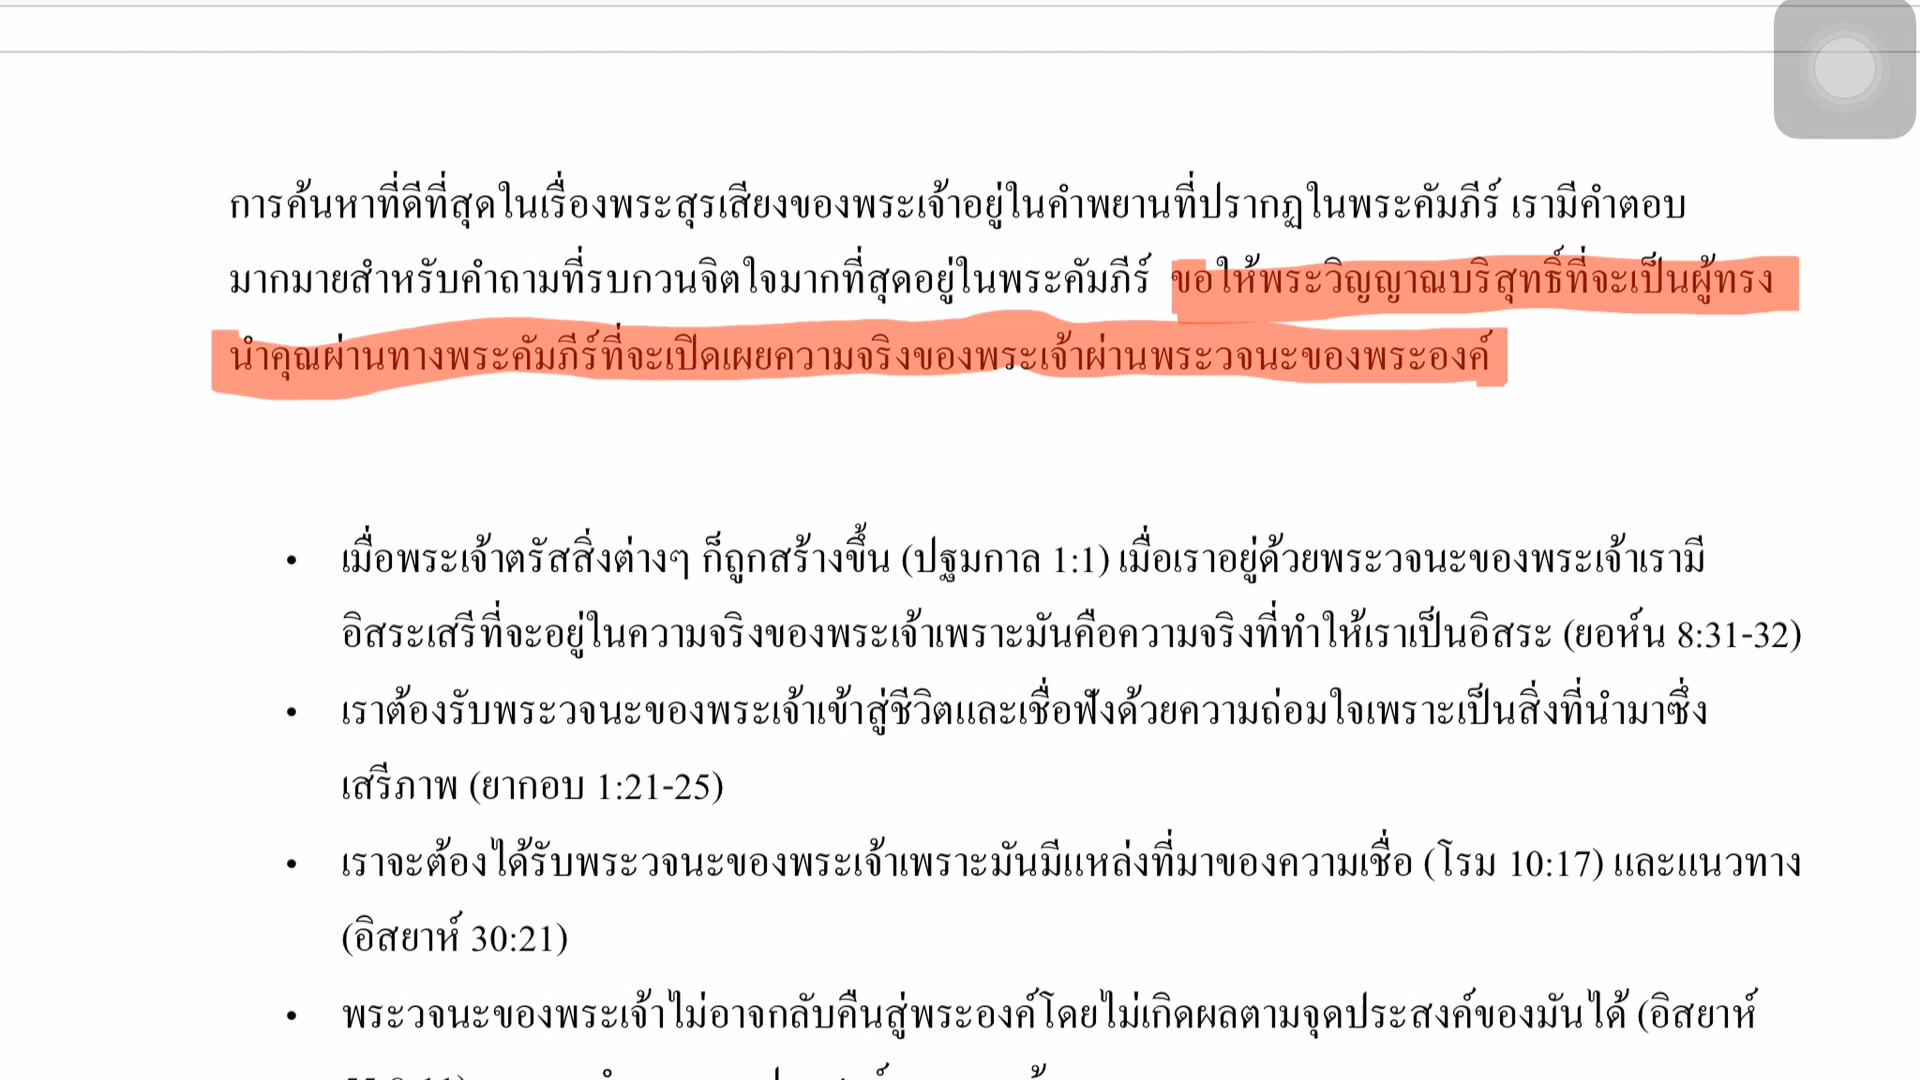 การค้นหาที่ดีที่สุดในเรื่องพระสุรเสียงของพระเจ้าอยู่ในคำพยานที่ปรากฏในพระคัมภีร์ เรามีคำตอบ
มากมายสำหรับคำถามที่รบกวนจิตใจมากที่สุดอยู่ในพระคัมภีร์ ขอให้พระวิญญาณบริสุทธิ์ที่จะเป็นผู้ทรง
นำคุณผ่านทางพระคัมภีร์ที่จะเปิดเผยความจริงของพระเจ้าผ่านพระวจนะของพระองค์
• เมื่อพระเจ้าตรัสสิ่งต่างๆ ก็ถูกสร้างขึ้น (ปฐมกาล 1:1) เมื่อเราอยู่ด้วยพระวจนะของพระเจ้าเรามี
อิสระเสรีที่จะอยู่ในความจริงของพระเจ้าเพราะมันคือความจริงที่ทำให้เราเป็นอิสระ (ยอห์น 8:31-32)
• เราต้องรับพระวจนะของพระเจ้าเข้าสู่ชีวิตและเชื่อฟังด้วยความถ่อมใจเพราะเป็นสิ่งที่นำมาซึ่ง
เสรีภาพ (ยากอบ 1:21-25)
• เราจะต้องได้รับพระวจนะของพระเจ้าเพราะมันมีแหล่งที่มาของความเชื่อ (โรม 10:17) และแนวทาง
(อิสยาห์ 30:21)
• พระวจนะของพระเจ้าไม่อาจกลับคืนสู่พระองค์โดยไม่เกิดผลตามจุดประสงค์ของมันได้ (อิสยาห์